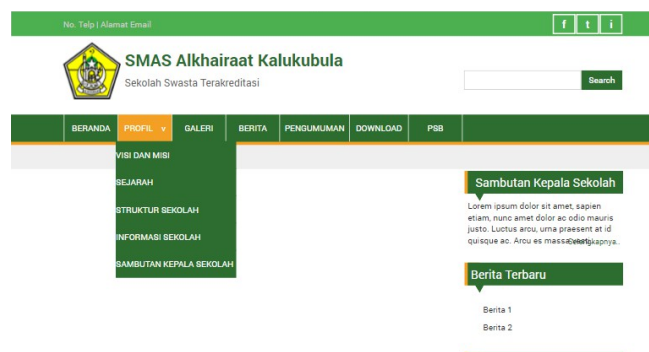 No. Telp | Alamat Email
f t i
SMAS Alkhairaat Kalukubula
Sekolah Swasta Terakreditasi
Search
BERANDA PROFIL v GALERI BERITA PENGUMUMAN DOWNLOAD PSB
VISI DAN MISI
SEJARAH
STRUKTUR SEKOLAH
INFORMASI SEKOLAH
SAMBUTAN KEPALA SEKOLAH
Sambutan Kepala Sekolah
Lorem ipsum dolor sit amet, sapien
etiam, nunc amet dolor ac odio mauris
justo. Luctus arcu, urna praesent at id
quisque ac. Arcu es massa
Berita Terbaru
Berita 1
Berita 2